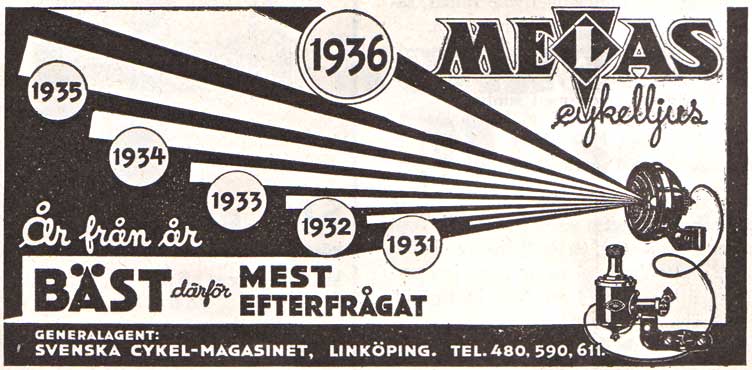 MELAS
cykelljus
1936
1935
1934
1933
1932
1931
År från år
BÄST därför MEST EFTERFRÅGAT
GENERALAGENT:
SVENSKA CYKEL-MAGASINET, LINKÖPING. TEL. 480, 590, 611.